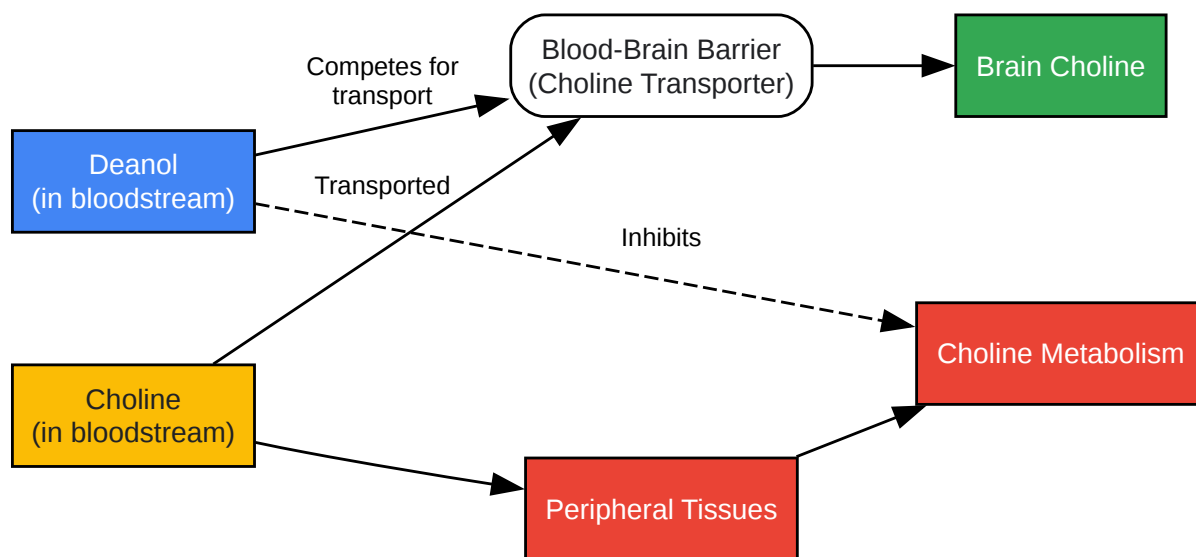 Blood-Brain Barrier
(Choline Transporter)
Brain Choline
Competes for
transport
Deanol
(in bloodstream)
Transported
Inhibits
Choline Metabolism
Choline
(in bloodstream)
Peripheral Tissues